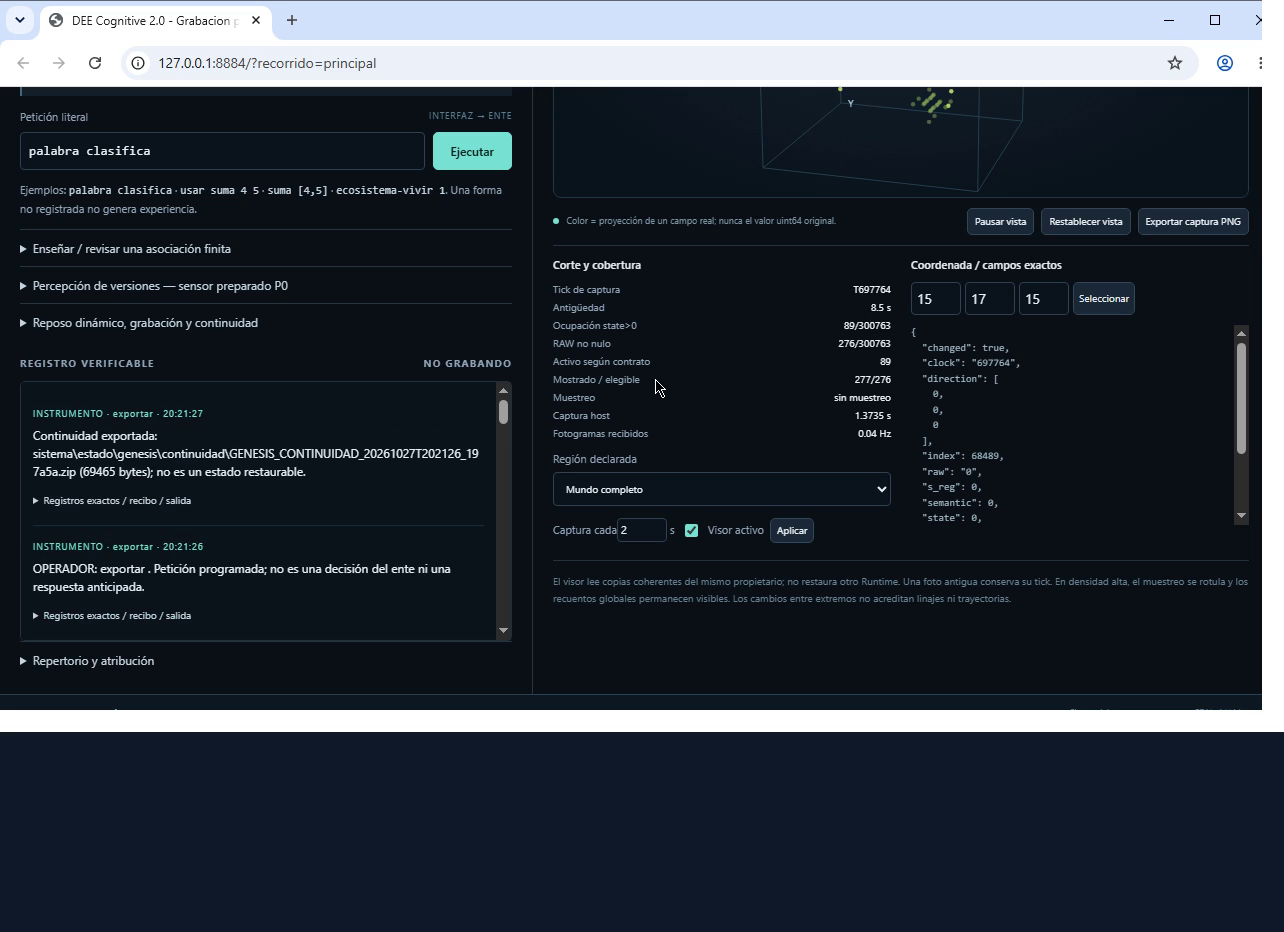 DEE Cognitive 2.0 - Grabacion
127.0.0.1:8884/?recorrido=principal
Petición literal
INTERFAZ → ENTE
palabra clasifica
Ejecutar
Ejemplos: palabra clasifica · usar suma 4 5 · suma [4,5] · ecosistema-vivir 1. Una forma
no registrada no genera experiencia.
Enseñar / revisar una asociación finita
Percepción de versiones — sensor preparado P0
Reposo dinámico, grabación y continuidad
REGISTRO VERIFICABLE
NO GRABANDO
INSTRUMENTO · exportar · 20:21:27
Continuidad exportada:
sistema\estado\genesis\continuidad\GENESIS_CONTINUIDAD_20261027T202126_19
7a5a.zip (69465 bytes); no es un estado restaurable.
Registros exactos / recibo / salida
INSTRUMENTO · exportar · 20:21:26
OPERADOR: exportar . Petición programada; no es una decisión del ente ni una
respuesta anticipada.
Registros exactos / recibo / salida
Repertorio y atribución
Y
Color = proyección de un campo real; nunca el valor uint64 original.
Pausar vista
Restablecer vista
Exportar captura PNG
Corte y cobertura
Tick de captura T697764
Antigüedad 8.5 s
Ocupación state>0 89/300763
RAW no nulo 276/300763
Activo según contrato 89
Mostrado / elegible 277/276
Muestreo sin muestreo
Captura host 1.3735 s
Fotogramas recibidos 0.04 Hz
Región declarada
Mundo completo
Captura cada 2 s Visor activo Aplicar
Coordenada / campos exactos
15 17 15 Seleccionar
{
"changed": true,
"clock": "697764",
"direction": [
0,
0,
0
],
"index": 68489,
"raw": "0",
"s_reg": 0,
"semantic": 0,
"state": 0,
El visor lee copias coherentes del mismo propietario; no restaura otro Runtime. Una foto antigua conserva su tick. En densidad alta, el muestreo se rotula y los
recuentos globales permanecen visibles. Los cambios entre extremos no acreditan linajes ni trayectorias.